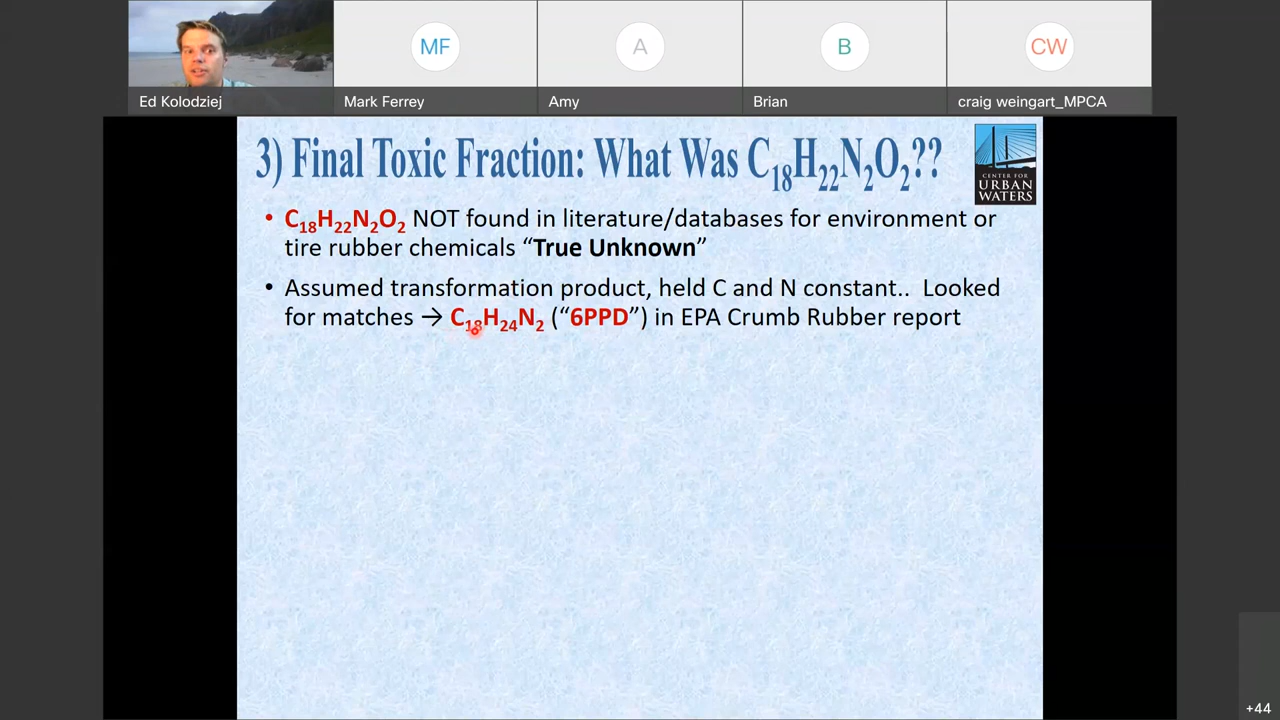 MF
A
B
CW
Ed Kolodziej
Mark Ferrey
Amy
Brian
craig weingart_MPCA
3) Final Toxic Fraction: What Was C₁₈H₂₂N₂O₂??
CENTER FOR
URBAN
WATERS
• C₁₈H₂₂N₂O₂ NOT found in literature/databases for environment or
tire rubber chemicals “True Unknown”
• Assumed transformation product, held C and N constant.. Looked
for matches → C₁₈H₂₄N₂ (“6PPD”) in EPA Crumb Rubber report
+44